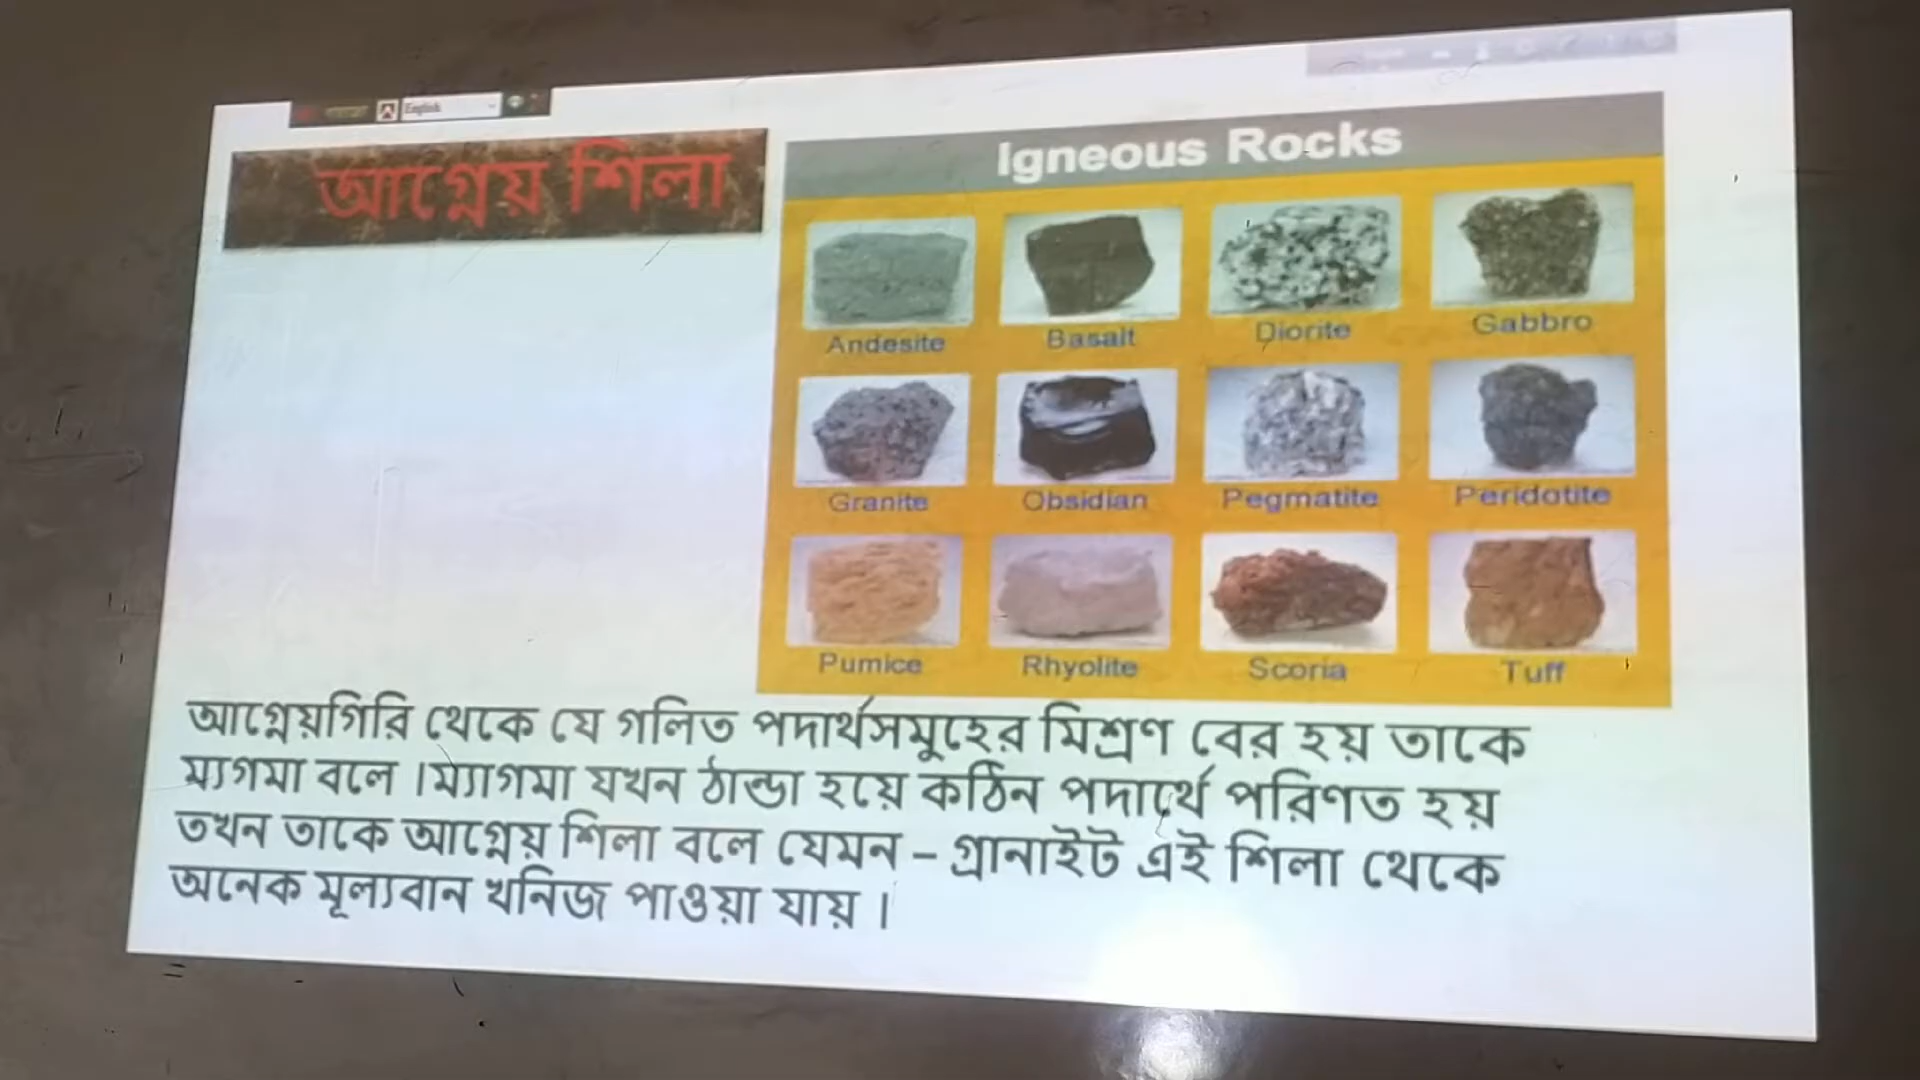 English
আগ্নেয় শিলা
Igneous Rocks
Andesite Basalt Diorite Gabbro
Granite Obsidian Pegmatite Peridotite
Pumice Rhyolite Scoria Tuff
আগ্নেয়গিরি থেকে যে গলিত পদার্থসমুহের মিশ্রণ বের হয় তাকে
ম্যগমা বলে ।ম্যাগমা যখন ঠান্ডা হয়ে কঠিন পদার্থে পরিণত হয়
তখন তাকে আগ্নেয় শিলা বলে যেমন – গ্রানাইট এই শিলা থেকে
অনেক মূল্যবান খনিজ পাওয়া যায় ।